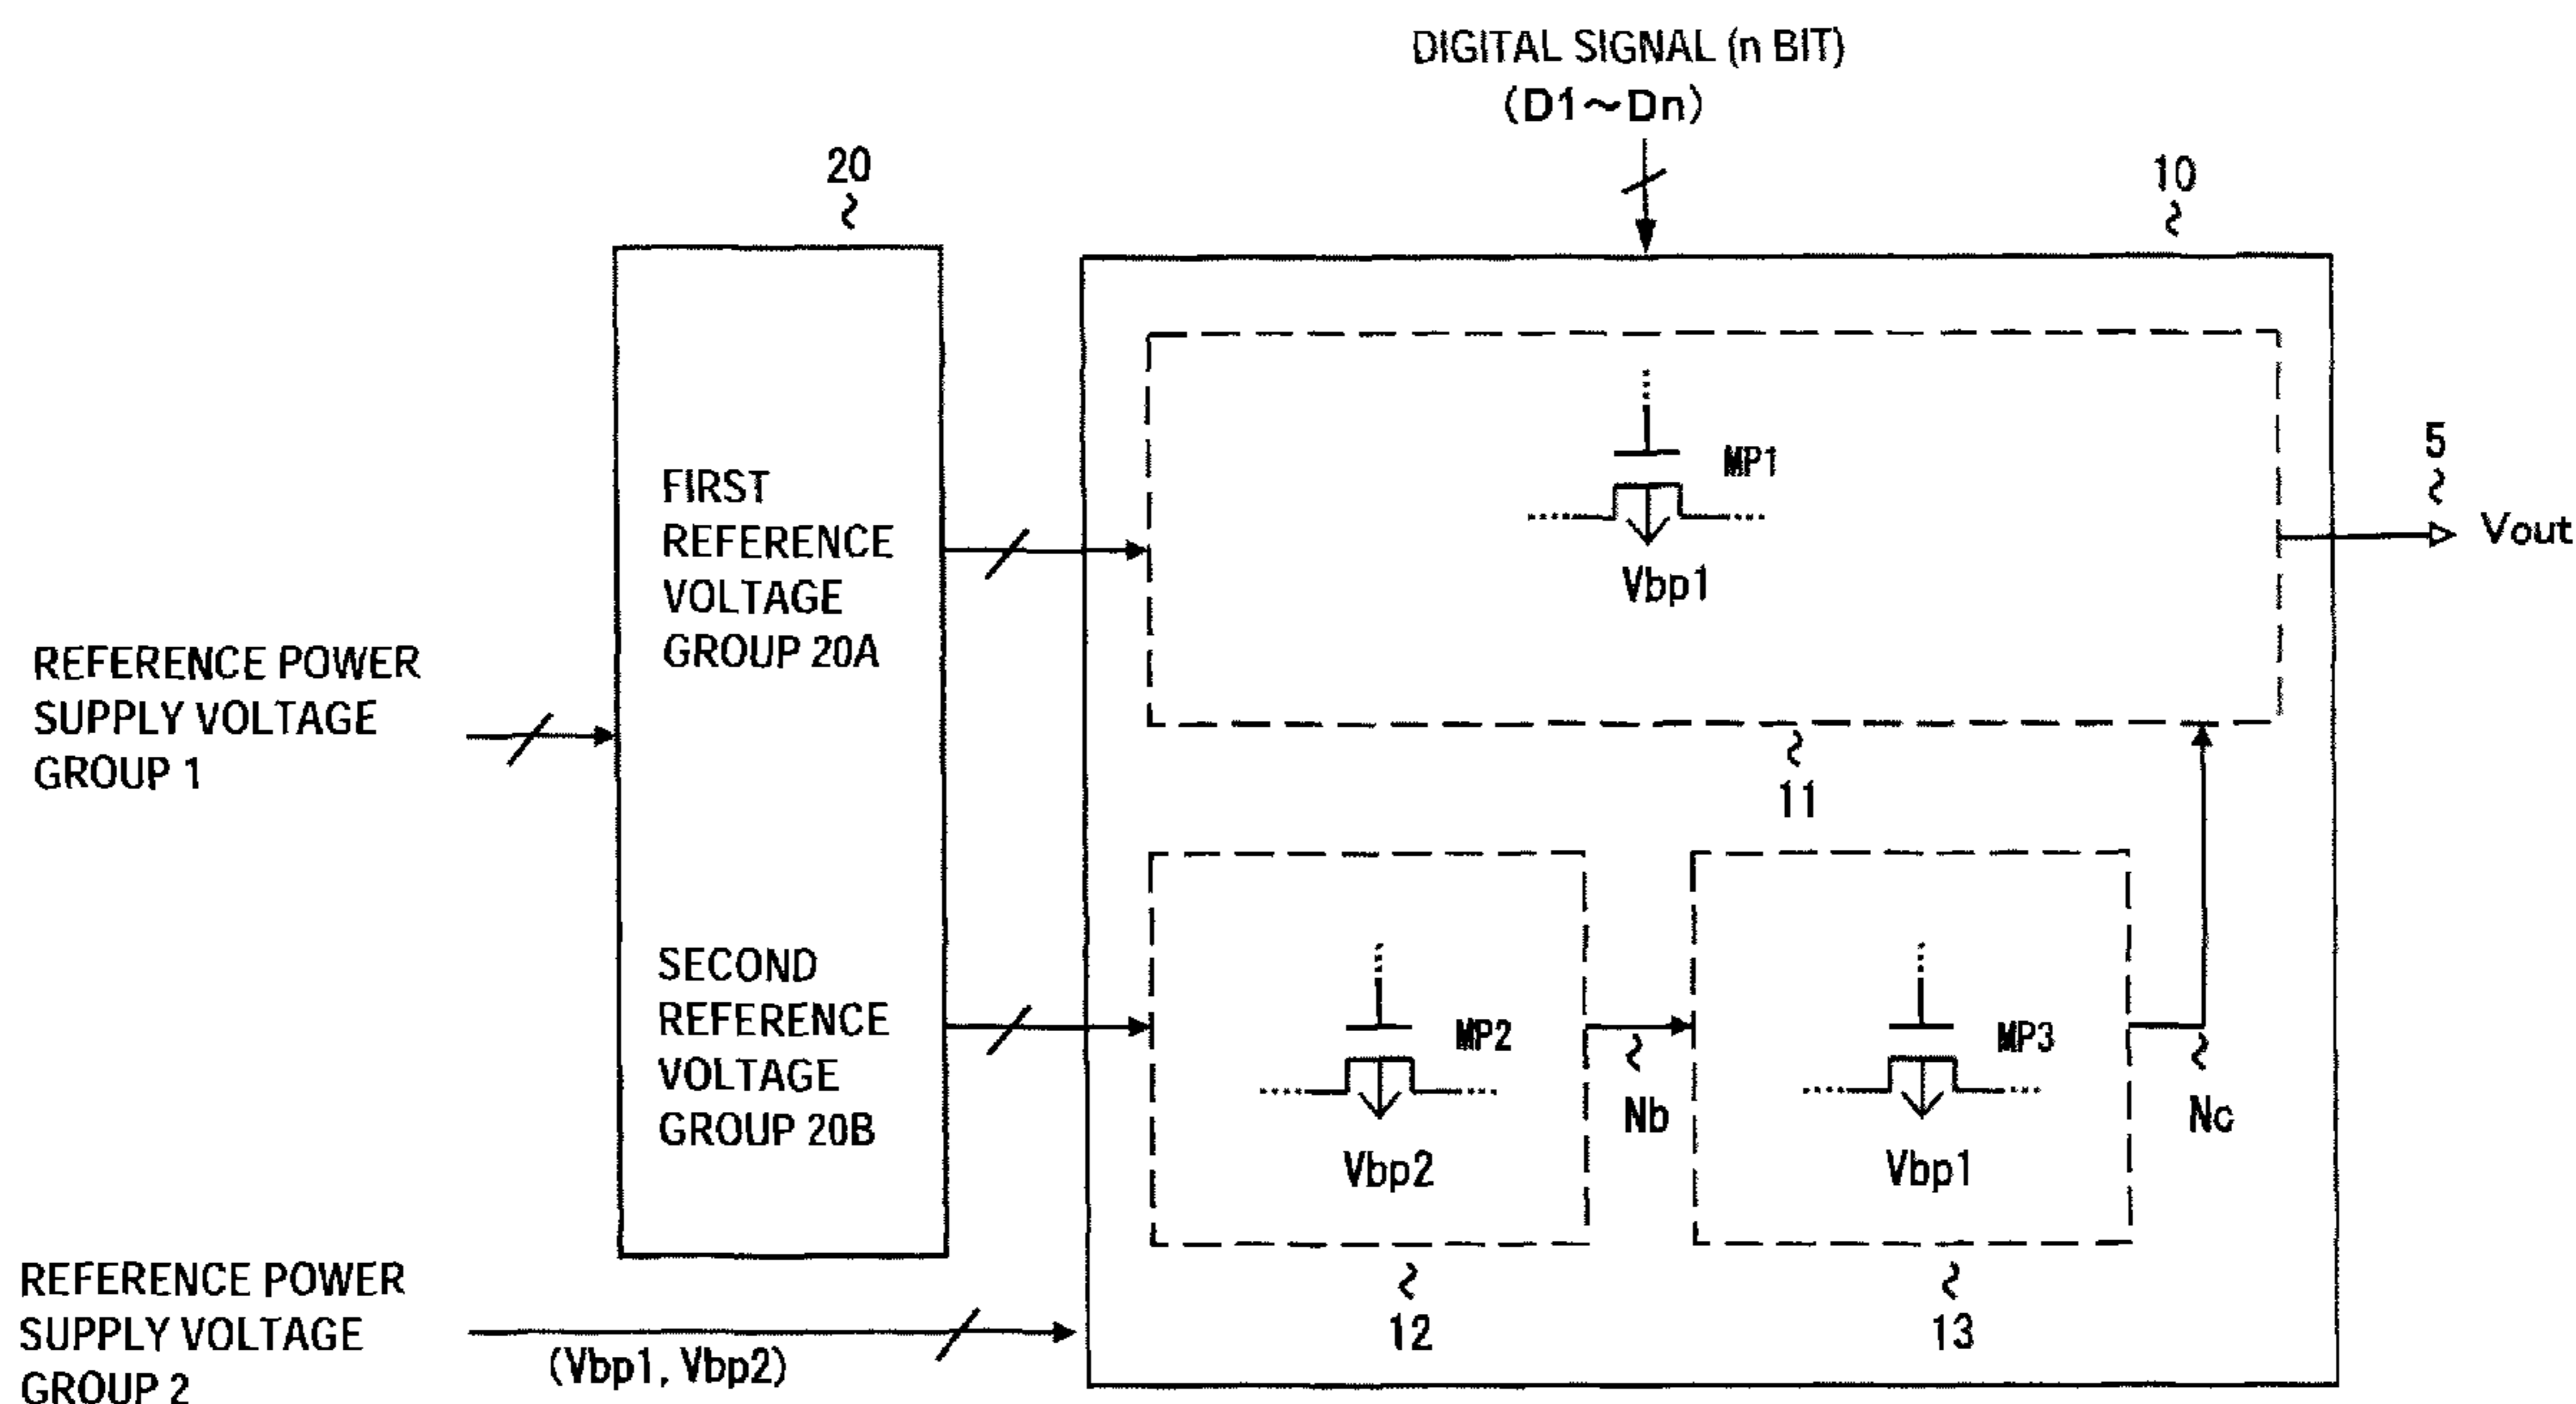 DIGITAL SIGNAL (n BIT)
(D1~Dn)
20
10
FIRST
REFERENCE
VOLTAGE
GROUP 20A
MP1
Vbp1
5
Vout
REFERENCE POWER
SUPPLY VOLTAGE
GROUP 1
11
SECOND
REFERENCE
VOLTAGE
GROUP 20B
MP2
Vbp2
Nb
MP3
Vbp1
Nc
12
13
REFERENCE POWER
SUPPLY VOLTAGE
GROUP 2
(Vbp1, Vbp2)